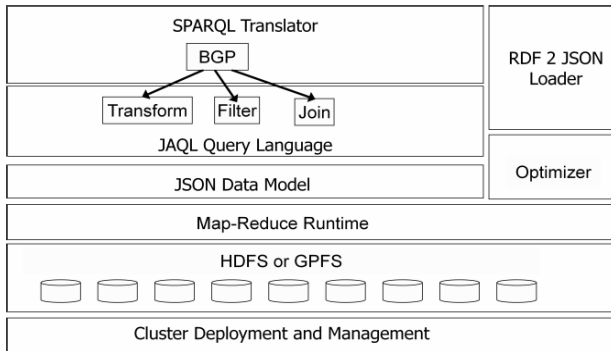 SPARQL Translator
BGP
RDF 2 JSON
Loader
Transform
Filter
Join
JAQL Query Language
Optimizer
JSON Data Model
Map-Reduce Runtime
HDFS or GPFS
Cluster Deployment and Management